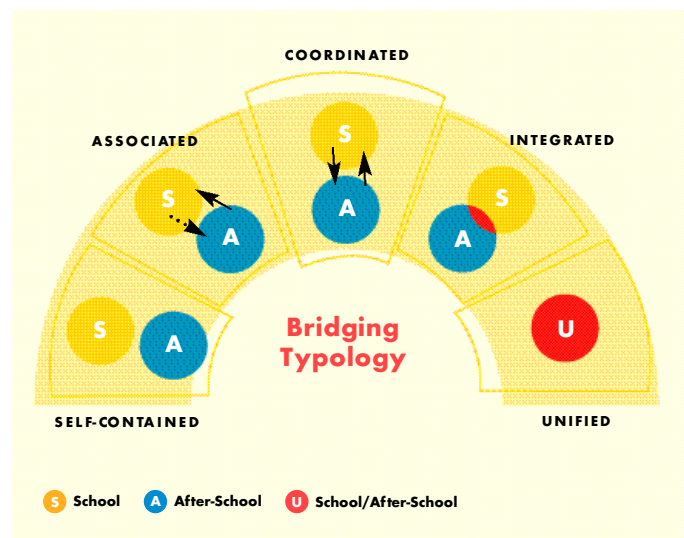 COORDINATED
ASSOCIATED
INTEGRATED
S
S
S
A
A
A
S
A
U
Bridging
Typology
SELF-CONTAINED
UNIFIED
S School
A After-School
U School/After-School